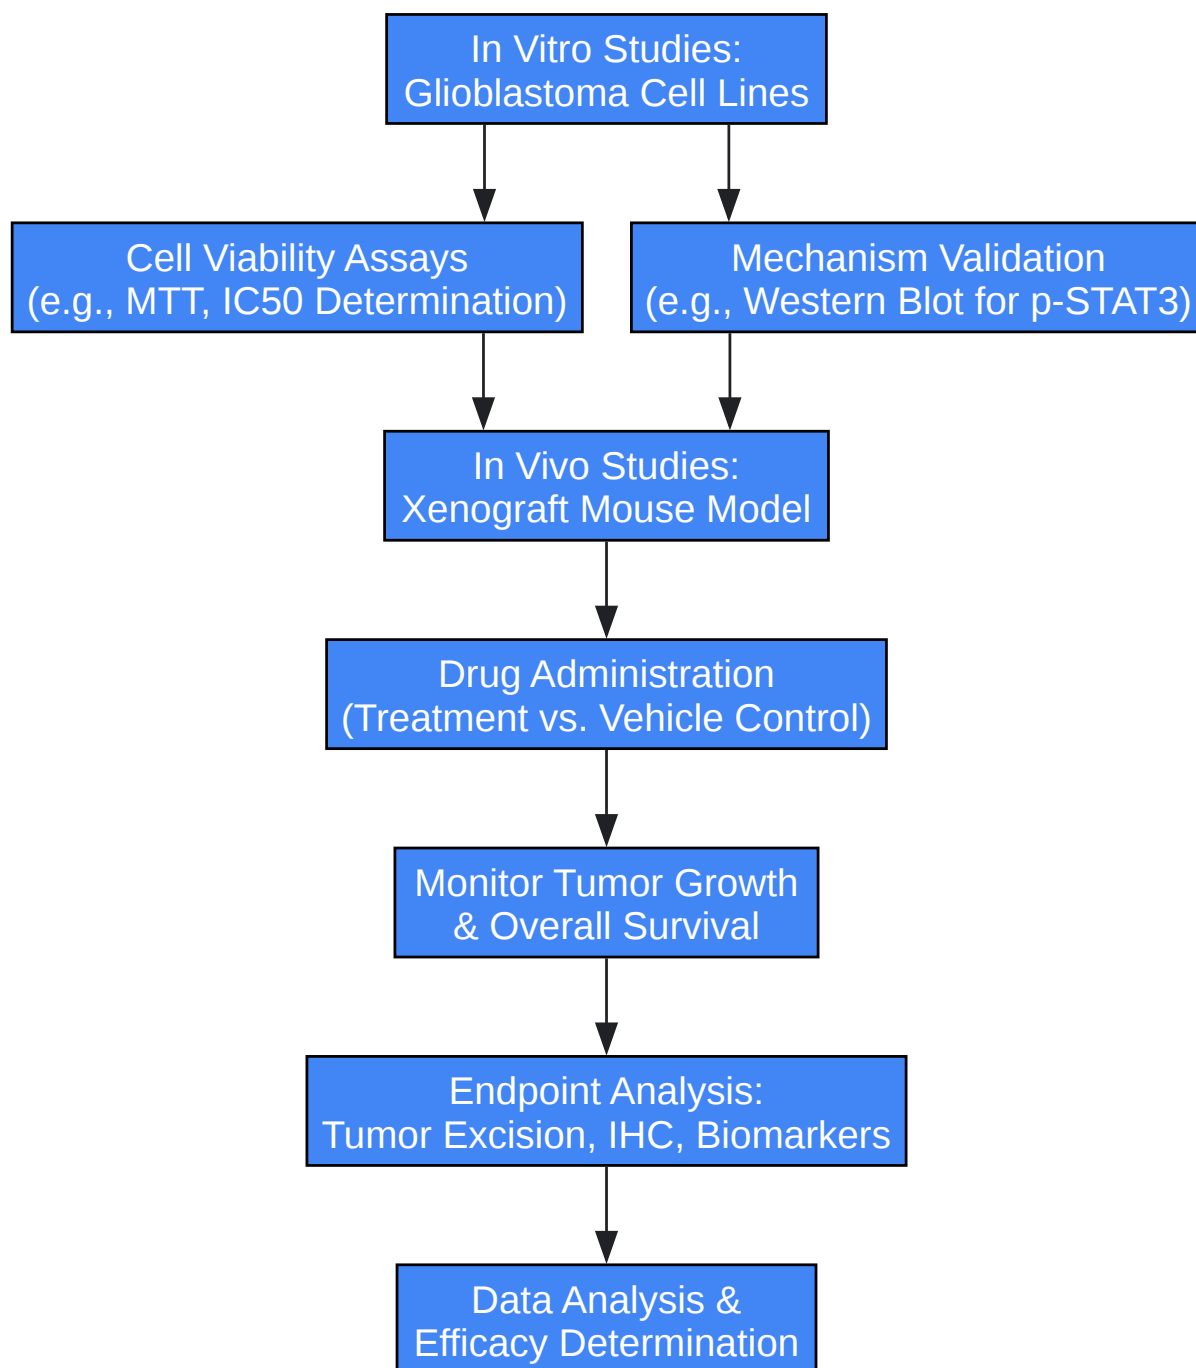 In Vitro Studies:
Glioblastoma Cell Lines
Cell Viability Assays
(e.g., MTT, IC50 Determination)
Mechanism Validation
(e.g., Western Blot for p-STAT3)
In Vivo Studies:
Xenograft Mouse Model
Drug Administration
(Treatment vs. Vehicle Control)
Monitor Tumor Growth
& Overall Survival
Endpoint Analysis:
Tumor Excision, IHC, Biomarkers
Data Analysis &
Efficacy Determination